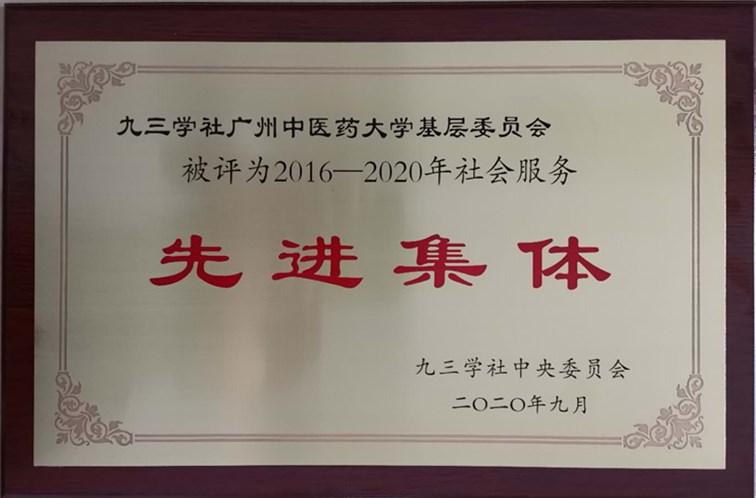 九三学社广州中医药大学基层委员会
被评为2016—2020年社会服务
先进集体
九三学社中央委员会
二〇二〇年九月